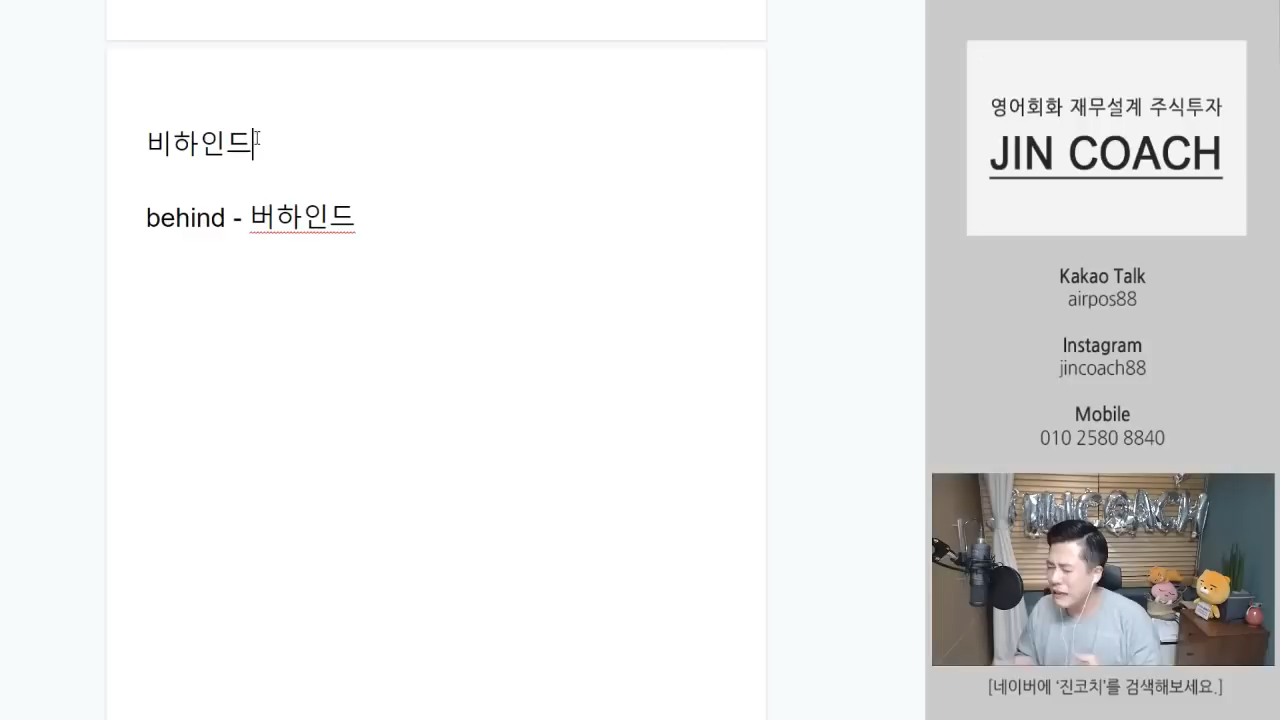 비하인드
behind - 버하인드
영어회화 재무설계 주식투자
JIN COACH
Kakao Talk
airpos88
Instagram
jincoach88
Mobile
010 2580 8840
JINCOACH
[네이버에 '진코치'를 검색해보세요.]